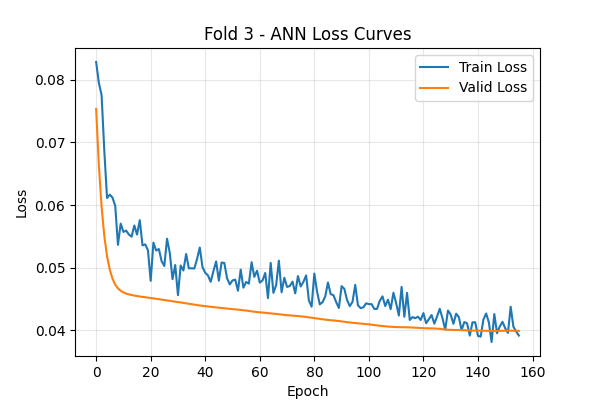 Fold 3 - ANN Loss Curves
Train Loss
Valid Loss
0.08
0.07
0.06
0.05
0.04
Loss
0 20 40 60 80 100 120 140 160
Epoch